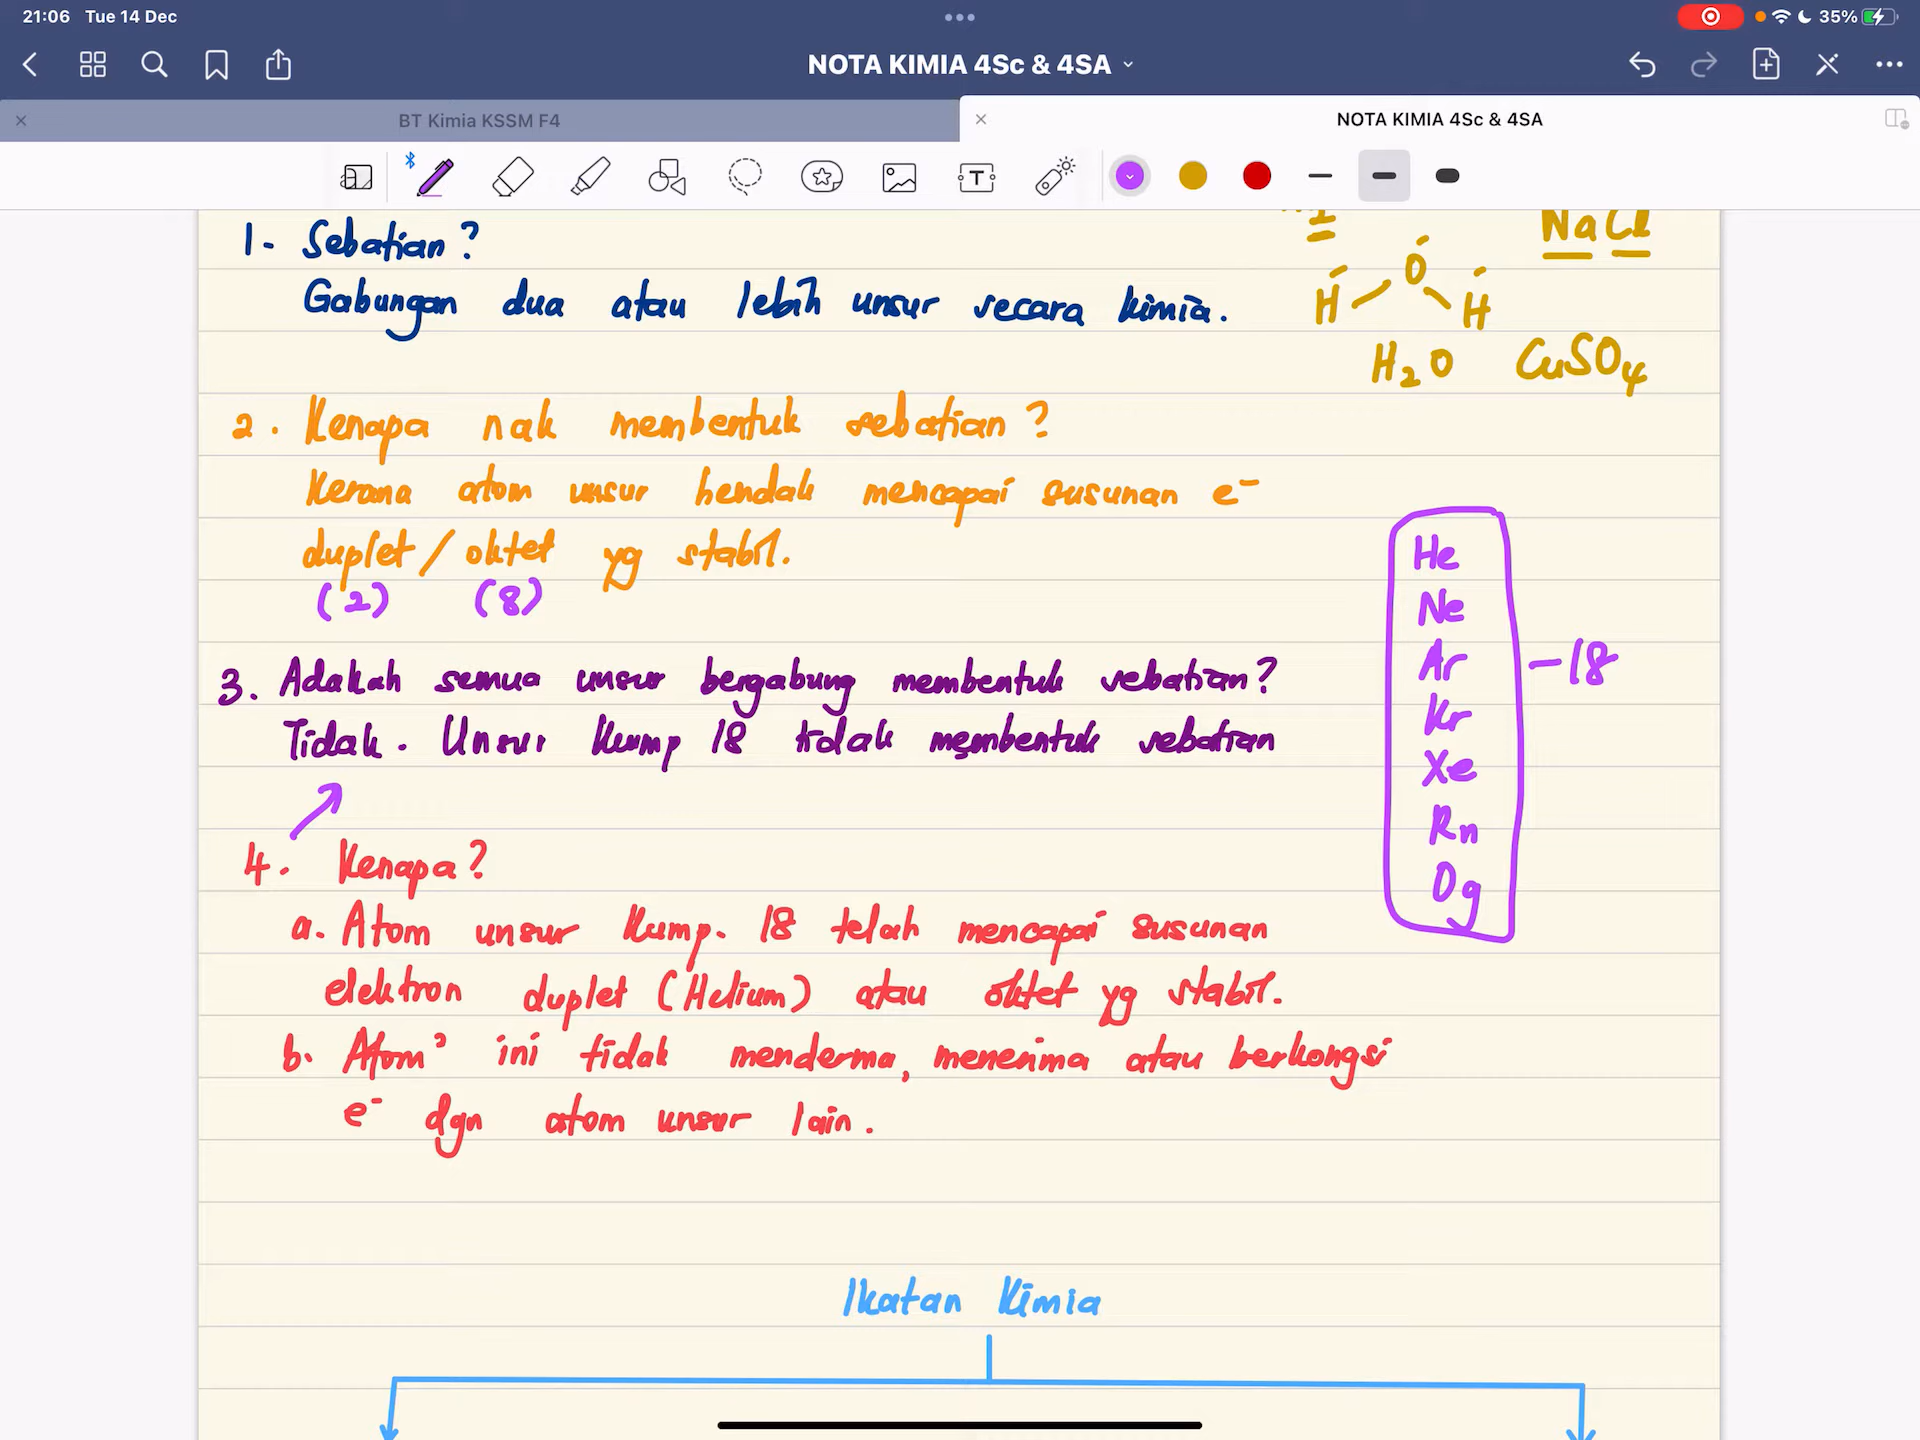 21:06 Tue 14 Dec
35%
NOTA KIMIA 4Sc & 4SA
BT Kimia KSSM F4
NOTA KIMIA 4Sc & 4SA
1- Sebatian?
NaCl
Gabungan dua atau lebih unsur secara kimia.
O
H H
H2O CuSO4
2. Kenapa nak membentuk sebatian?
Kerana atom unsur hendak mencapai susunan e-
duplet/oktet yg stabil.
(2) (8)
He
Ne
Ar -18
Kr
Xe
Rn
Og
3. Adakah semua unsur bergabung membentuk sebatian?
Tidak. Unsur Kump 18 tidak membentuk sebatian
4. Kenapa?
a. Atom unsur Kump. 18 telah mencapai susunan
elektron duplet (Helium) atau oktet yg stabil.
b. Atom² ini tidak menderma, menerima atau berkongsi
e- dgn atom unsur lain.
Ikatan Kimia